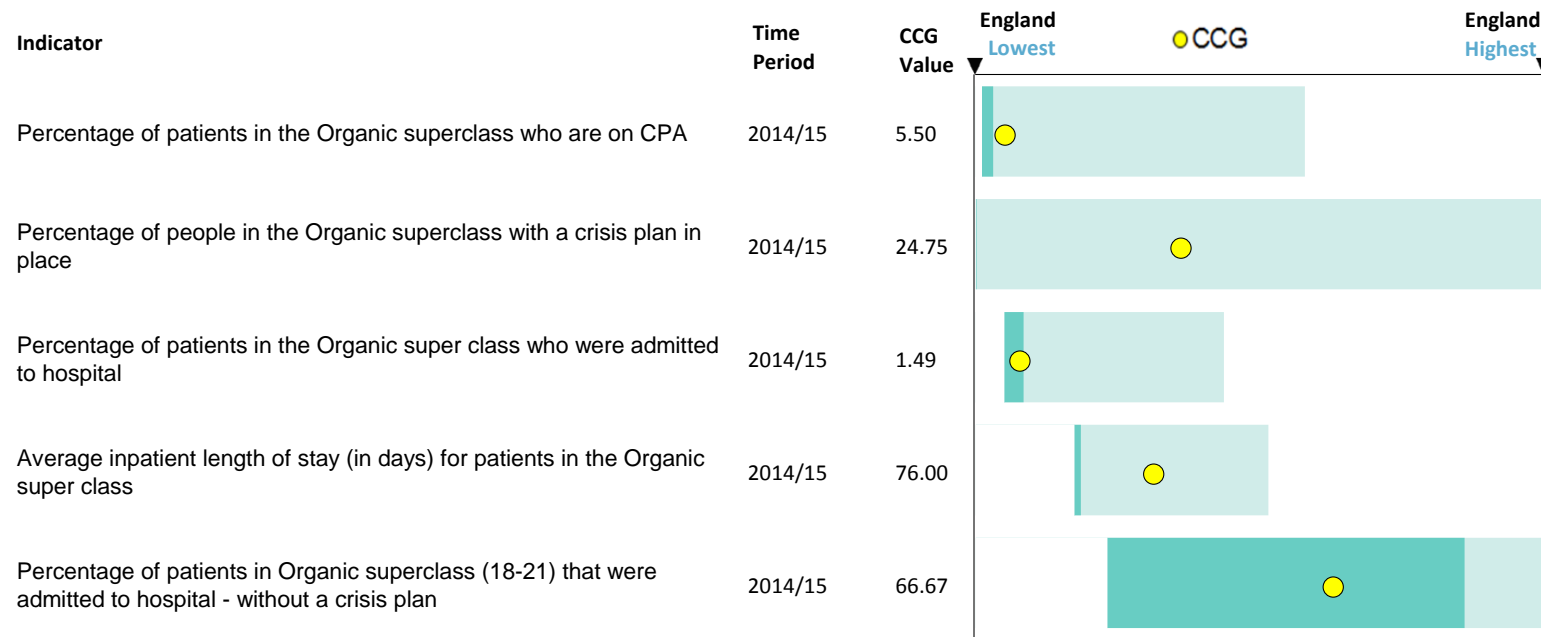 Indicator
Time
Period
CCG
Value
England
Lowest
CCG
England
Highest
Percentage of patients in the Organic superclass who are on CPA 2014/15 5.50
Percentage of people in the Organic superclass with a crisis plan in
place
2014/15 24.75
Percentage of patients in the Organic super class who were admitted
to hospital
2014/15 1.49
Average inpatient length of stay (in days) for patients in the Organic
super class
2014/15 76.00
Percentage of patients in Organic superclass (18-21) that were
admitted to hospital - without a crisis plan
2014/15 66.67